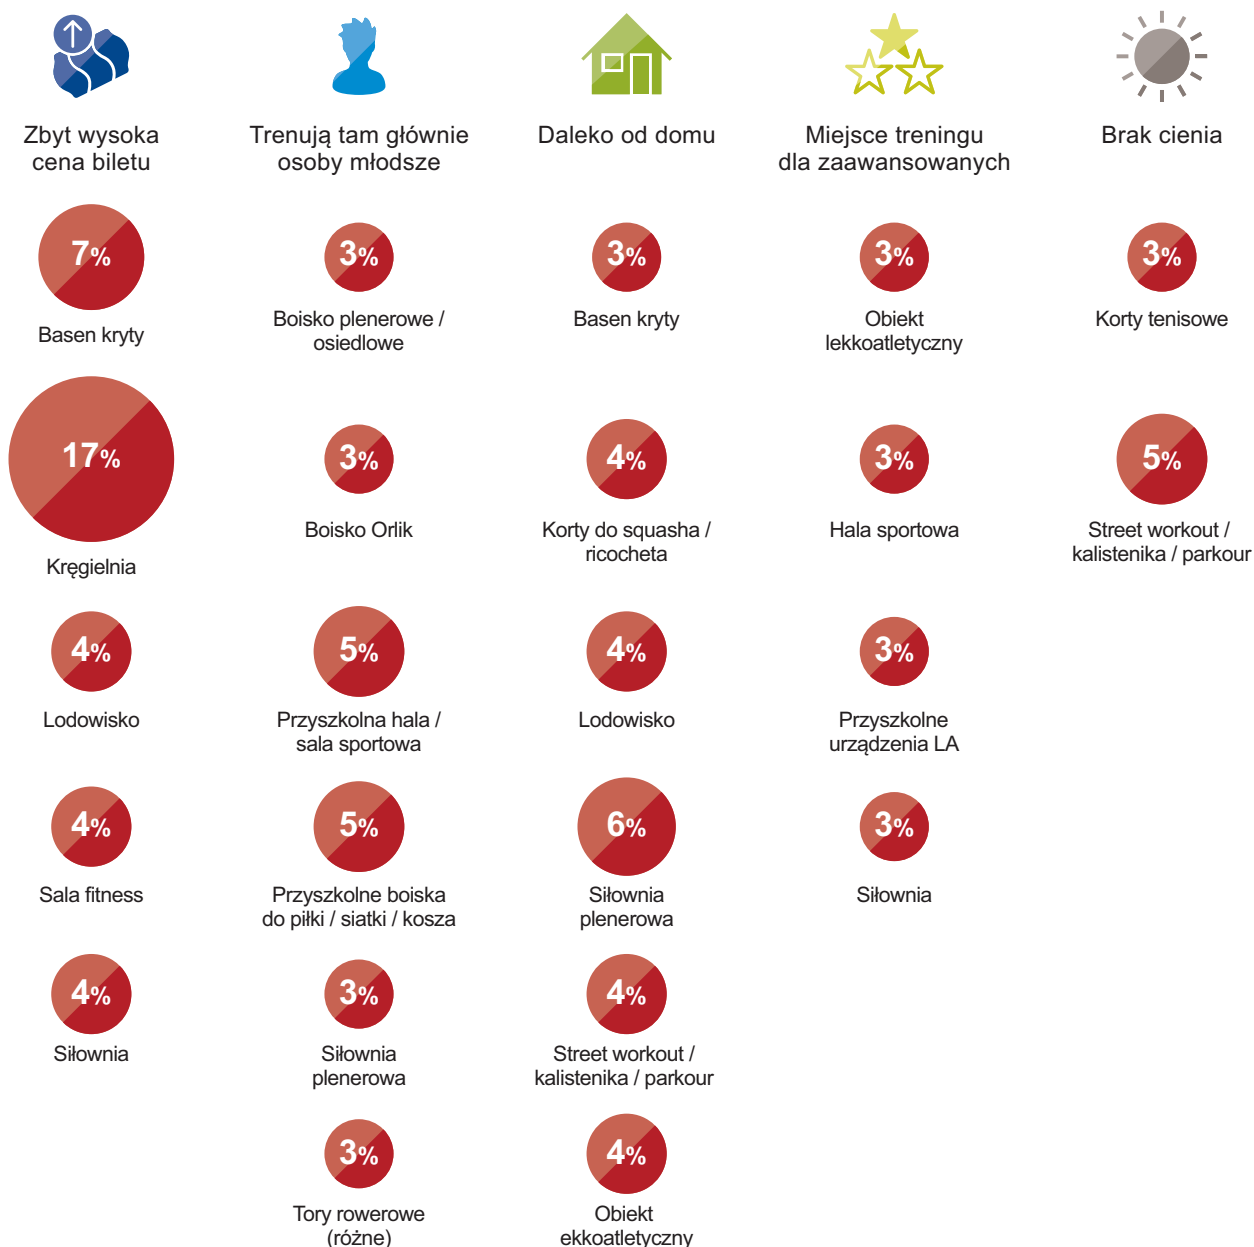 Zbyt wysoka
cena biletu
Trenują tam głównie
osoby młodsze
Daleko od domu
Miejsce treningu
dla zaawansowanych
Brak cienia
7%
Basen kryty
3%
Boisko plenerowe /
osiedlowe
3%
Basen kryty
3%
Obiekt
lekkoatletyczny
3%
Korty tenisowe
17%
Kręgielnia
3%
Boisko Orlik
4%
Korty do squasha /
ricocheta
3%
Hala sportowa
5%
Street workout /
kalistenika / parkour
4%
Lodowisko
5%
Przyszkolna hala /
sala sportowa
4%
Lodowisko
3%
Przyszkolne
urządzenia LA
4%
Sala fitness
5%
Przyszkolne boiska
do piłki / siatki / kosza
6%
Siłownia
plenerowa
3%
Siłownia
4%
Siłownia
3%
Siłownia
plenerowa
4%
Street workout /
kalistenika / parkour
3%
Tory rowerowe
(różne)
4%
Obiekt
ekkoatletyczny